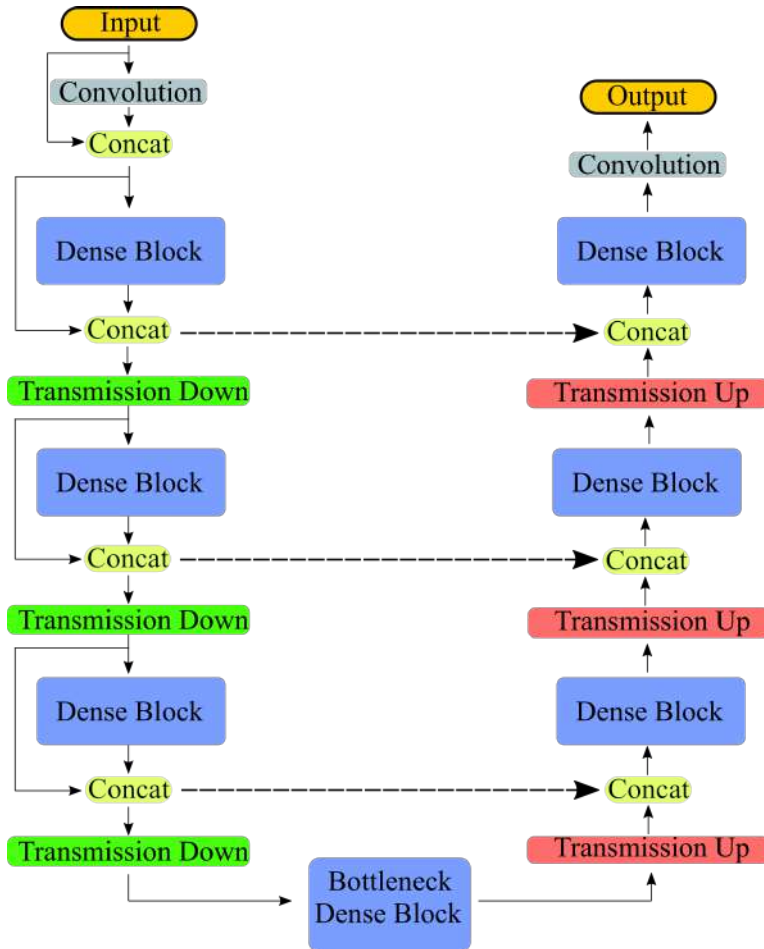 Input
Convolution
Concat
Dense Block
Concat
Transmission Down
Dense Block
Concat
Transmission Down
Dense Block
Concat
Transmission Down
Bottleneck
Dense Block
Transmission Up
Concat
Dense Block
Transmission Up
Concat
Dense Block
Transmission Up
Concat
Dense Block
Convolution
Output